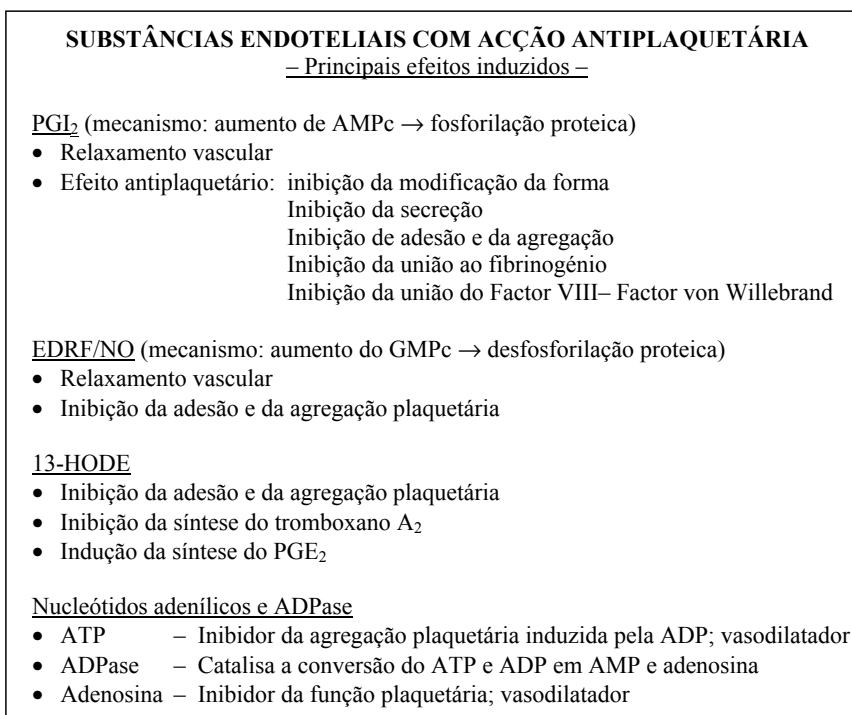 SUBSTÂNCIAS ENDOTELIAIS COM ACÇÃO ANTIPLAQUETÁRIA
– Principais efeitos induzidos –
PGI₂ (mecanismo: aumento de AMPc → fosforilação proteica)
• Relaxamento vascular
• Efeito antiplaquetário: inibição da modificação da forma
Inibição da secreção
Inibição de adesão e da agregação
Inibição da união ao fibrinogénio
Inibição da união do Factor VIII– Factor von Willebrand
EDRF/NO (mecanismo: aumento do GMPc → desfosforilação proteica)
• Relaxamento vascular
• Inibição da adesão e da agregação plaquetária
13-HODE
• Inibição da adesão e da agregação plaquetária
• Inibição da síntese do tromboxano A₂
• Indução da síntese do PGE₂
Nucleótidos adenílicos e ADPase
• ATP – Inibidor da agregação plaquetária induzida pela ADP; vasodilatador
• ADPase – Catalisa a conversão do ATP e ADP em AMP e adenosina
• Adenosina – Inibidor da função plaquetária; vasodilatador